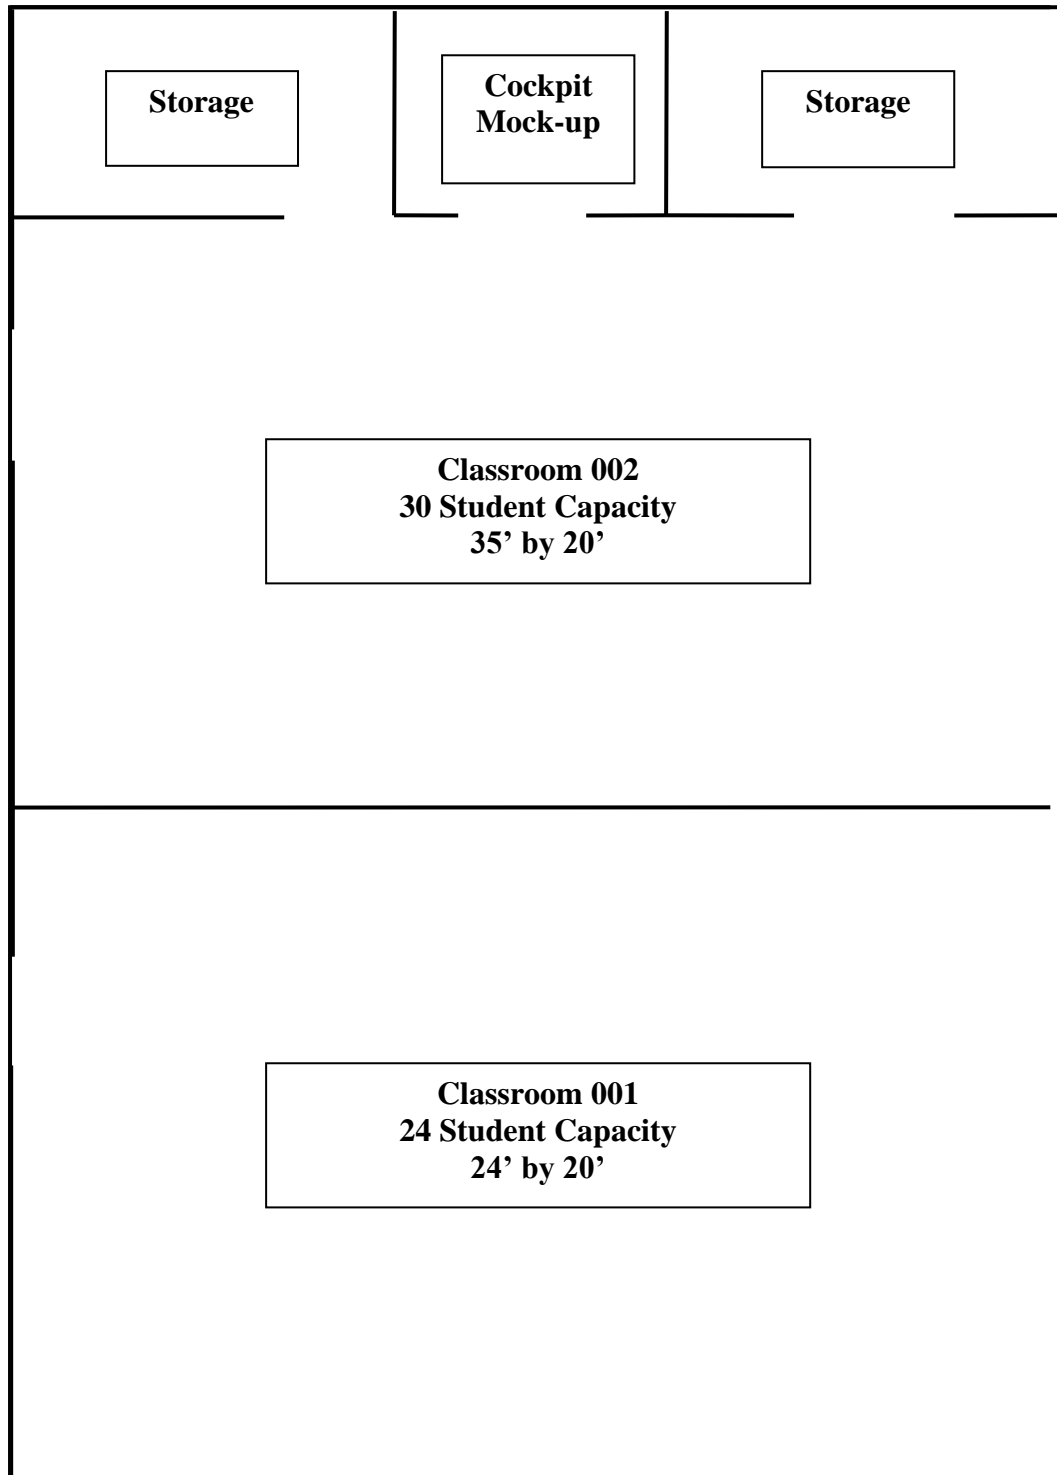 Storage
Cockpit
Mock-up
Storage
Classroom 002
30 Student Capacity
35’ by 20’
Classroom 001
24 Student Capacity
24’ by 20’